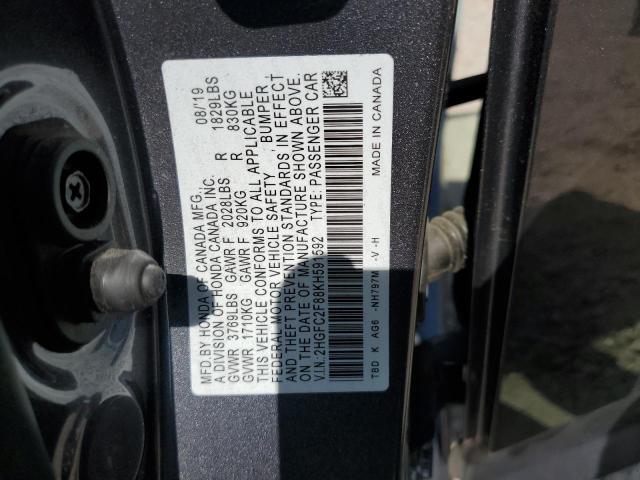 MFD.BY HONDA OF CANADA MFG., 08/19
A DIVISION OF HONDA CANADA INC.
GVWR 3769LBS GAWR F 2028LBS R 1829LBS
GVWR 1710KG GAWR F 920KG R 830KG
THIS VEHICLE CONFORMS TO ALL APPLICABLE
FEDERAL MOTOR VEHICLE SAFETY , BUMPER ,
AND THEFT PREVENTION STANDARDS IN EFFECT
ON THE DATE OF MANUFACTURE SHOWN ABOVE.
V.I.N: 2HGFC2F88KH591592 TYPE: PASSENGER CAR
TBD K AG6 -NH797M -V -H MADE IN CANADA